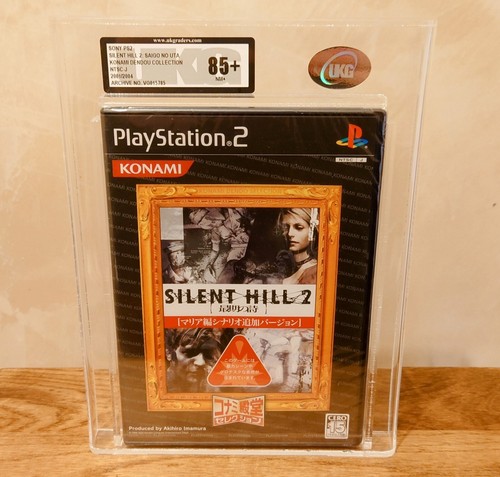 www.ukgraders.com
SONY PS2
SILENT HILL 2: SAIGO NO UTA
KONAMI DENDOU COLLECTION
NTSC-J
2001/2004
85+
NM+
UKG
PlayStation®2
NTSC J
KONAMI
SILENT HILL 2
最期の詩
[マリア編シナリオ追加バージョン]
コナミ殿堂
セレクション
Produced by Akihiro Imamura
CERO
15